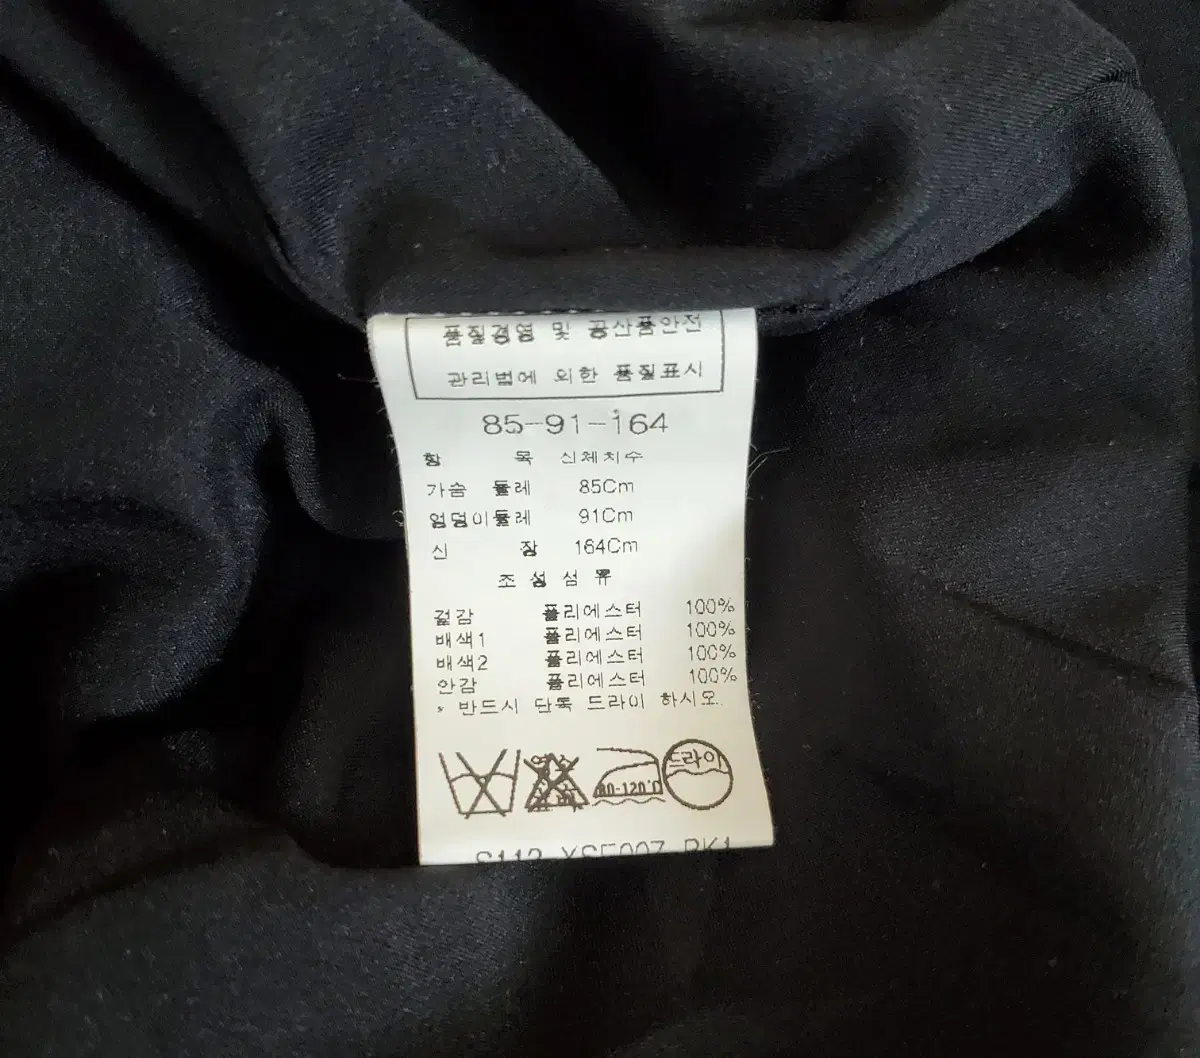 품질경영 및 공산품안전
관리법에 의한 품질표시
85-91-164
항 목 신체치수
가슴 둘레 85Cm
엉덩이둘레 91Cm
신 장 164Cm
조 성 섬 유
겉감 폴리에스터 100%
배색1 폴리에스터 100%
배색2 폴리에스터 100%
안감 폴리에스터 100%
* 반드시 단독 드라이 하시오.
80-120℃ 드라이